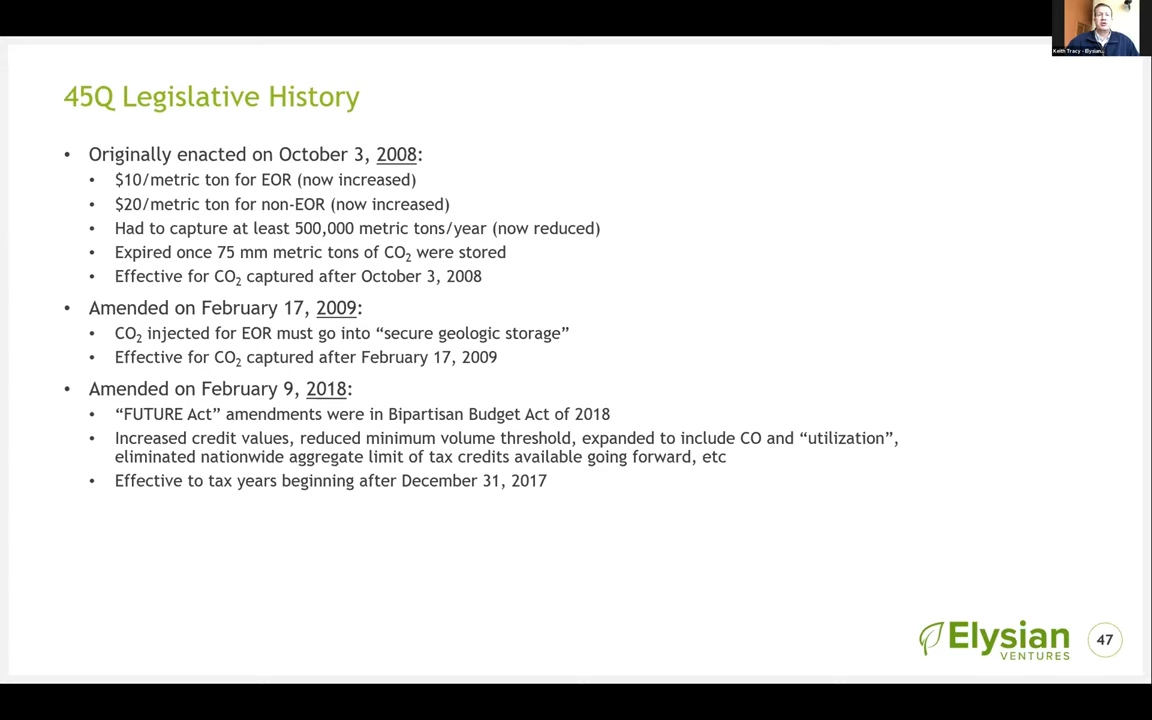 Keith Tracy - Elysian...
45Q Legislative History
• Originally enacted on October 3, 2008:
• $10/metric ton for EOR (now increased)
• $20/metric ton for non-EOR (now increased)
• Had to capture at least 500,000 metric tons/year (now reduced)
• Expired once 75 mm metric tons of CO₂ were stored
• Effective for CO₂ captured after October 3, 2008
• Amended on February 17, 2009:
• CO₂ injected for EOR must go into “secure geologic storage”
• Effective for CO₂ captured after February 17, 2009
• Amended on February 9, 2018:
• “FUTURE Act” amendments were in Bipartisan Budget Act of 2018
• Increased credit values, reduced minimum volume threshold, expanded to include CO and “utilization”,
eliminated nationwide aggregate limit of tax credits available going forward, etc
• Effective to tax years beginning after December 31, 2017
Elysian
VENTURES
47